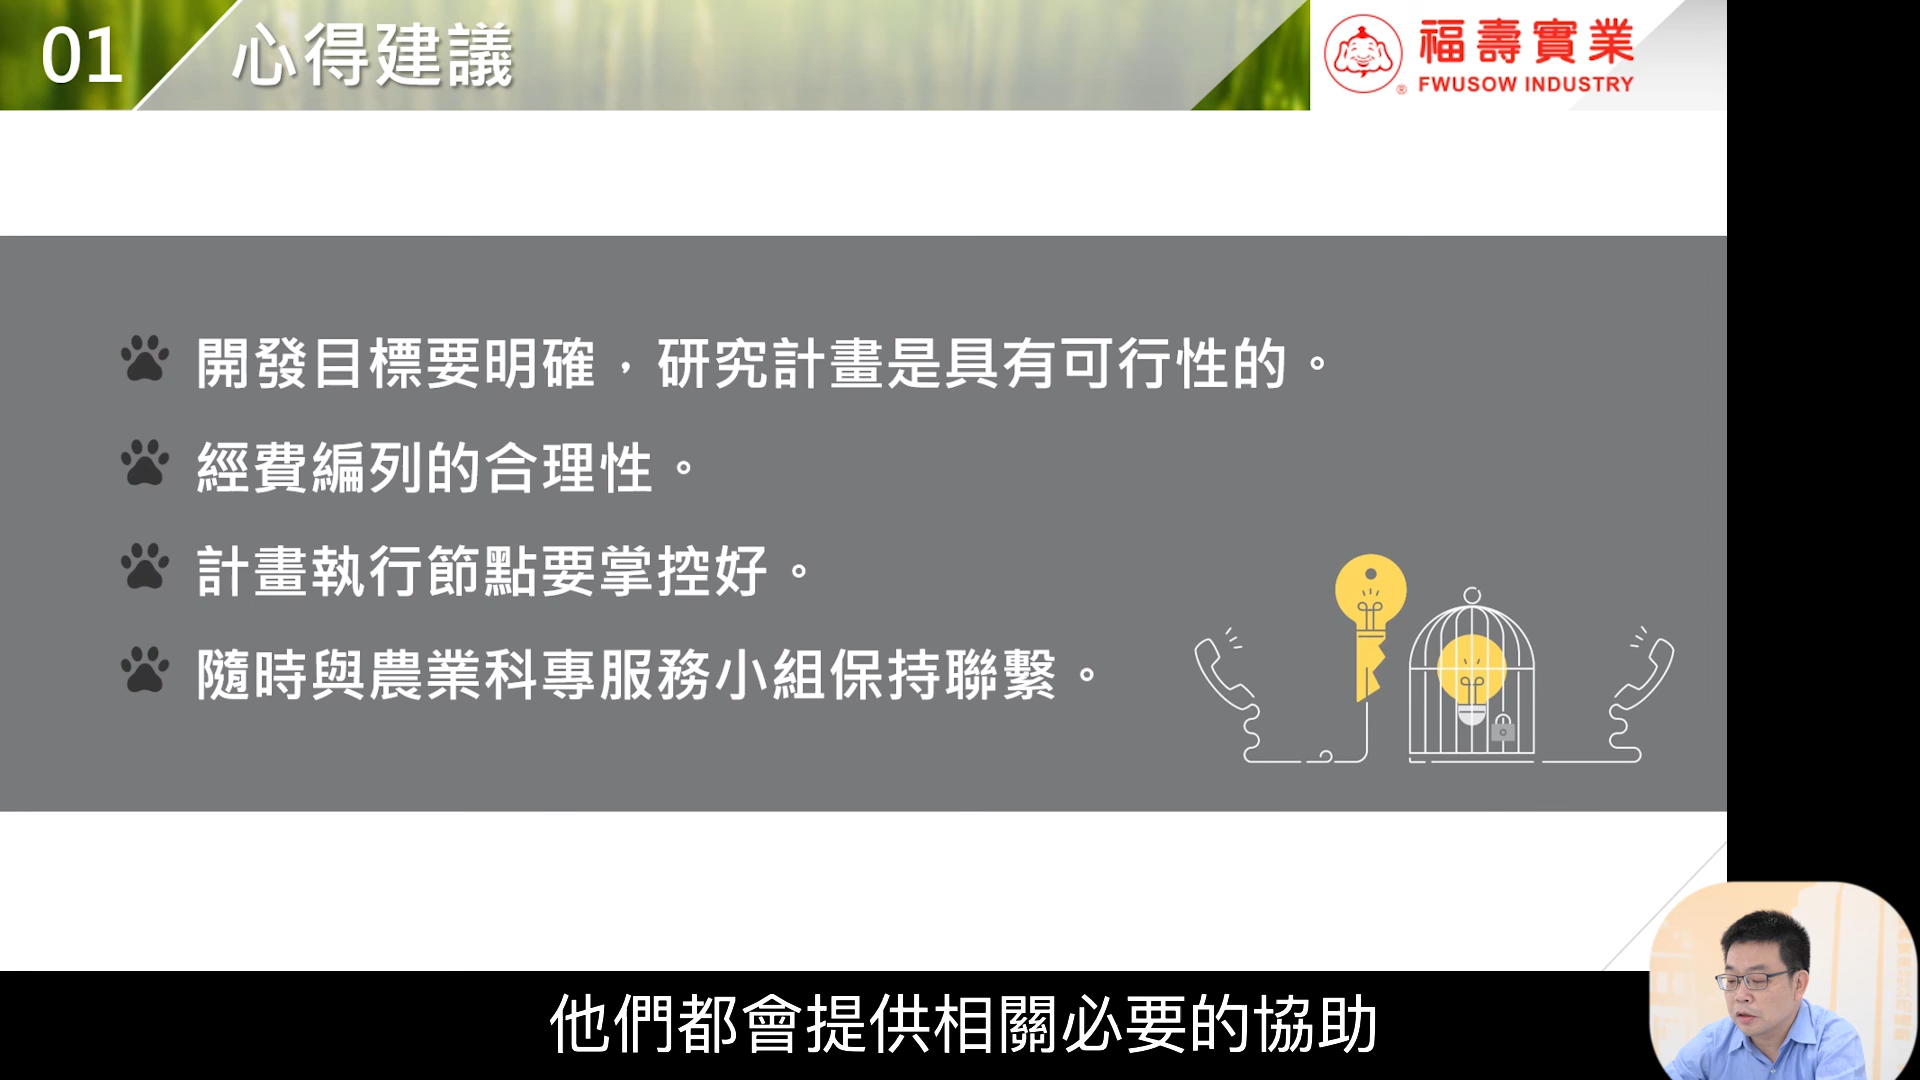 01
心得建議
福壽實業
® FWUSOW INDUSTRY
開發目標要明確，研究計畫是具有可行性的。
經費編列的合理性。
計畫執行節點要掌控好。
隨時與農業科專服務小組保持聯繫。
他們都會提供相關必要的協助